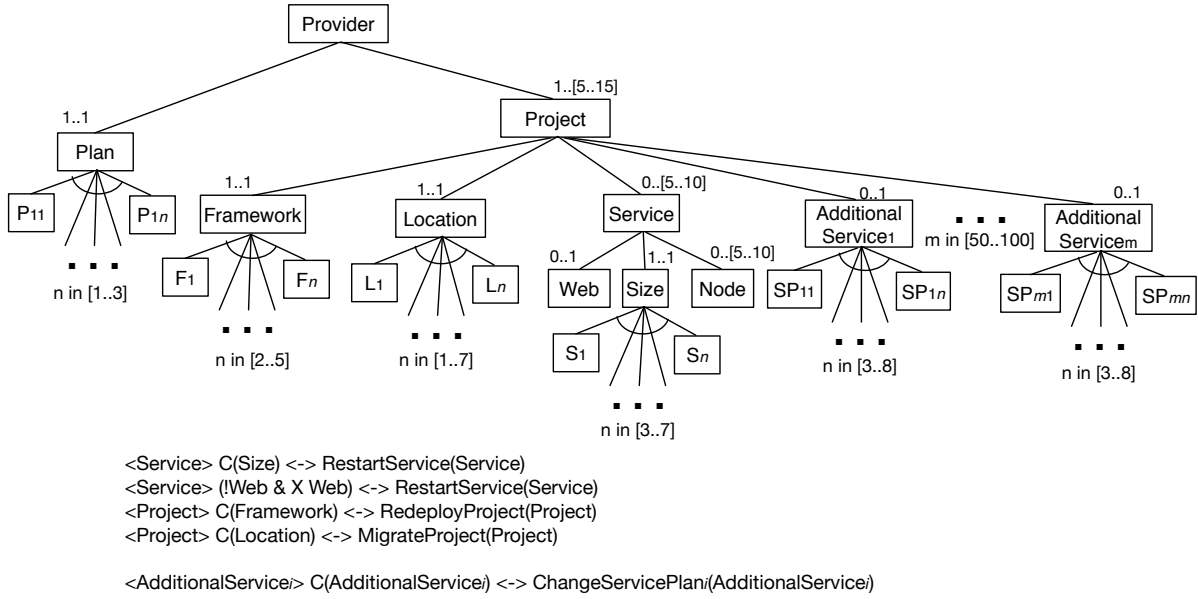 Provider
1..[5..15]
Project
1..1
Plan
P11
P1n
n in [1..3]
1..1
Framework
F1
Fn
n in [2..5]
1..1
Location
L1
Ln
n in [1..7]
0..[5..10]
Service
0..1
Web
1..1
Size
0..[5..10]
Node
S1
Sn
n in [3..7]
0..1
Additional
Service1
SP11
SP1n
n in [3..8]
m in [50..100]
0..1
Additional
Servicem
SPm1
SPmn
n in [3..8]
<Service> C(Size) <-> RestartService(Service)
<Service> (!Web & X Web) <-> RestartService(Service)
<Project> C(Framework) <-> RedeployProject(Project)
<Project> C(Location) <-> MigrateProject(Project)
<AdditionalServicei> C(AdditionalServicei) <-> ChangeServicePlani(AdditionalServicei)